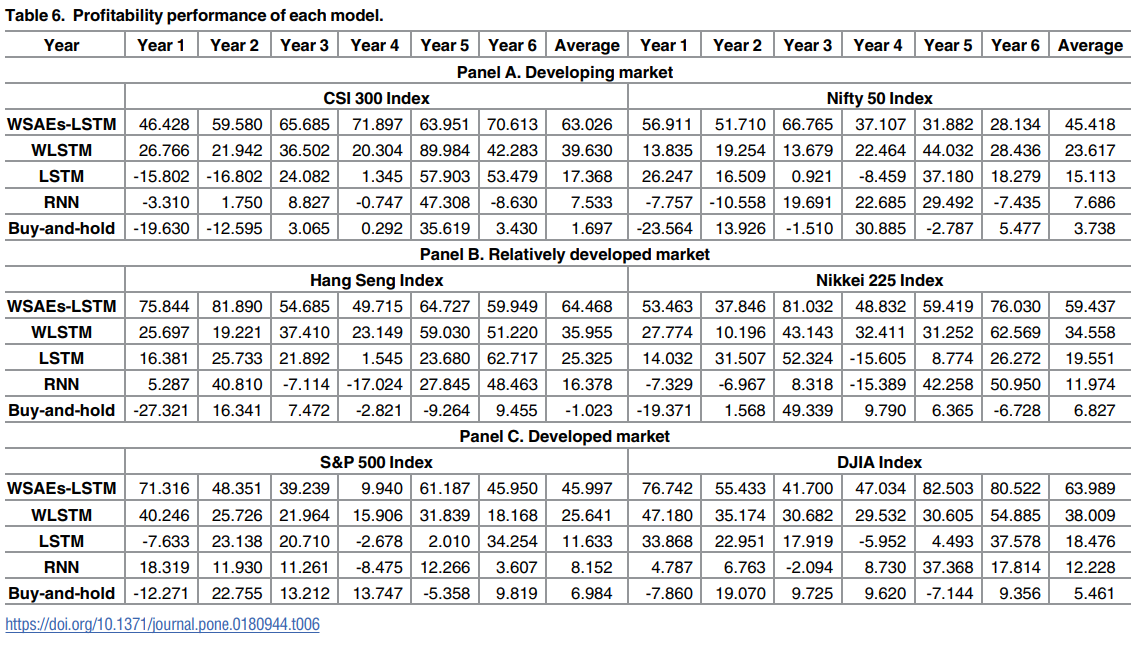 Table 6. Profitability performance of each model.
Year Year 1 Year 2 Year 3 Year 4 Year 5 Year 6 Average Year 1 Year 2 Year 3 Year 4 Year 5 Year 6 Average
Panel A. Developing market
CSI 300 Index Nifty 50 Index
WSAEs-LSTM 46.428 59.580 65.685 71.897 63.951 70.613 63.026 56.911 51.710 66.765 37.107 31.882 28.134 45.418
WLSTM 26.766 21.942 36.502 20.304 89.984 42.283 39.630 13.835 19.254 13.679 22.464 44.032 28.436 23.617
LSTM -15.802 -16.802 24.082 1.345 57.903 53.479 17.368 26.247 16.509 0.921 -8.459 37.180 18.279 15.113
RNN -3.310 1.750 8.827 -0.747 47.308 -8.630 7.533 -7.757 -10.558 19.691 22.685 29.492 -7.435 7.686
Buy-and-hold -19.630 -12.595 3.065 0.292 35.619 3.430 1.697 -23.564 13.926 -1.510 30.885 -2.787 5.477 3.738
Panel B. Relatively developed market
Hang Seng Index Nikkei 225 Index
WSAEs-LSTM 75.844 81.890 54.685 49.715 64.727 59.949 64.468 53.463 37.846 81.032 48.832 59.419 76.030 59.437
WLSTM 25.697 19.221 37.410 23.149 59.030 51.220 35.955 27.774 10.196 43.143 32.411 31.252 62.569 34.558
LSTM 16.381 25.733 21.892 1.545 23.680 62.717 25.325 14.032 31.507 52.324 -15.605 8.774 26.272 19.551
RNN 5.287 40.810 -7.114 -17.024 27.845 48.463 16.378 -7.329 -6.967 8.318 -15.389 42.258 50.950 11.974
Buy-and-hold -27.321 16.341 7.472 -2.821 -9.264 9.455 -1.023 -19.371 1.568 49.339 9.790 6.365 -6.728 6.827
Panel C. Developed market
S&P 500 Index DJIA Index
WSAEs-LSTM 71.316 48.351 39.239 9.940 61.187 45.950 45.997 76.742 55.433 41.700 47.034 82.503 80.522 63.989
WLSTM 40.246 25.726 21.964 15.906 31.839 18.168 25.641 47.180 35.174 30.682 29.532 30.605 54.885 38.009
LSTM -7.633 23.138 20.710 -2.678 2.010 34.254 11.633 33.868 22.951 17.919 -5.952 4.493 37.578 18.476
RNN 18.319 11.930 11.261 -8.475 12.266 3.607 8.152 4.787 6.763 -2.094 8.730 37.368 17.814 12.228
Buy-and-hold -12.271 22.755 13.212 13.747 -5.358 9.819 6.984 -7.860 19.070 9.725 9.620 -7.144 9.356 5.461
https://doi.org/10.1371/journal.pone.0180944.t006